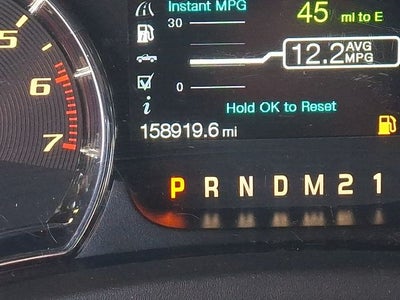 Instant MPG
45 mi to E
30
12.2 AVG MPG
0
Hold OK to Reset
158919.6 mi
5
6
7
P R N D M 2 1